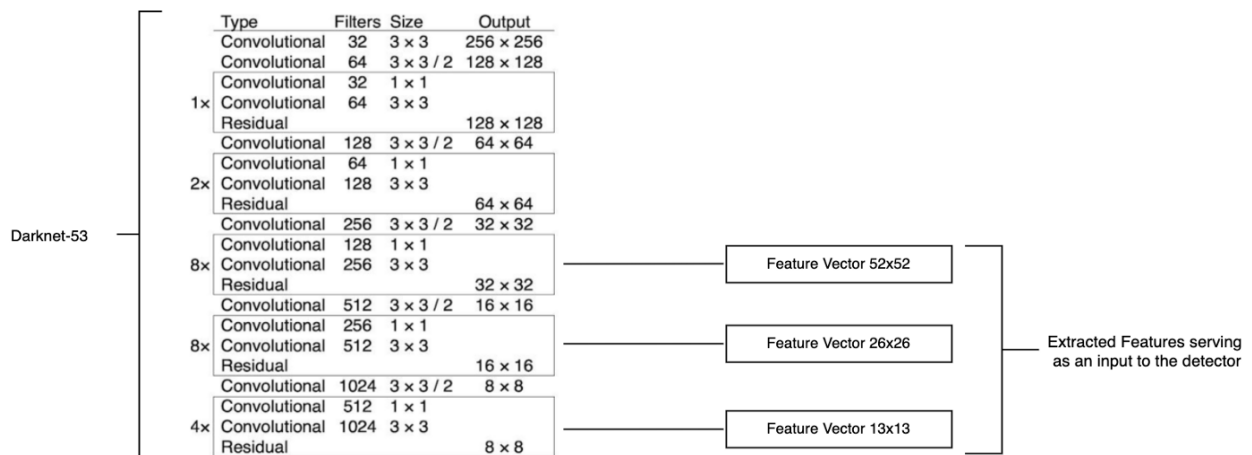 Type Filters Size Output
Convolutional 32 3 × 3 256 × 256
Convolutional 64 3 × 3 / 2 128 × 128
Convolutional 32 1 × 1
1× Convolutional 64 3 × 3
Residual 128 × 128
Convolutional 128 3 × 3 / 2 64 × 64
Convolutional 64 1 × 1
2× Convolutional 128 3 × 3
Residual 64 × 64
Convolutional 256 3 × 3 / 2 32 × 32
Darknet-53
Convolutional 128 1 × 1
8× Convolutional 256 3 × 3
Residual 32 × 32
Convolutional 512 3 × 3 / 2 16 × 16
Convolutional 256 1 × 1
8× Convolutional 512 3 × 3
Residual 16 × 16
Convolutional 1024 3 × 3 / 2 8 × 8
Convolutional 512 1 × 1
4× Convolutional 1024 3 × 3
Residual 8 × 8
Feature Vector 52x52
Feature Vector 26x26
Feature Vector 13x13
Extracted Features serving
as an input to the detector